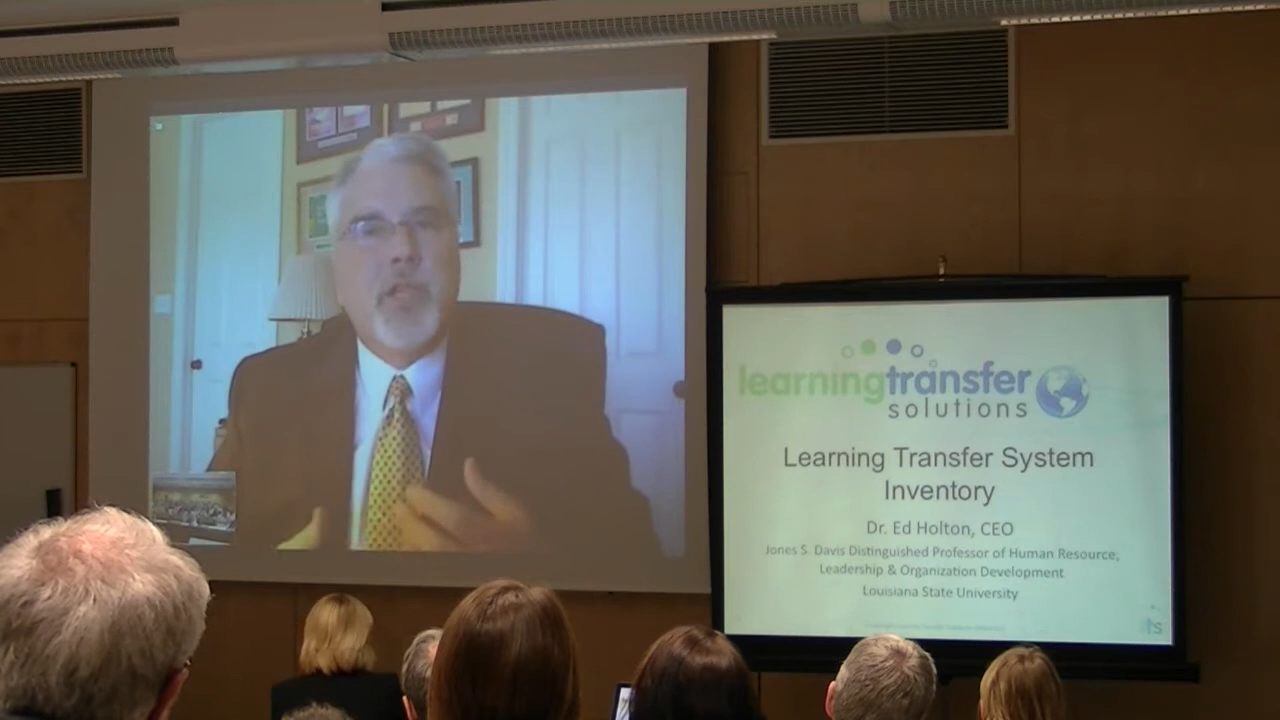 learningtransfer
solutions
Learning Transfer System
Inventory
Dr. Ed Holton, CEO
Jones S. Davis Distinguished Professor of Human Resource,
Leadership & Organization Development
Louisiana State University
lts